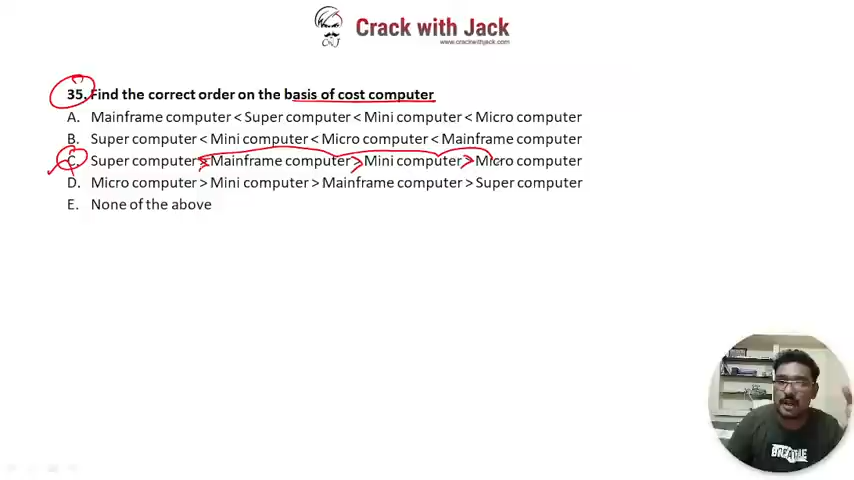 Crack with Jack
www.crackwithjack.com
35. Find the correct order on the basis of cost computer
A. Mainframe computer < Super computer < Mini computer < Micro computer
B. Super computer < Mini computer < Micro computer < Mainframe computer
C. Super computer > Mainframe computer > Mini computer > Micro computer
D. Micro computer > Mini computer > Mainframe computer > Super computer
E. None of the above
BREATHE